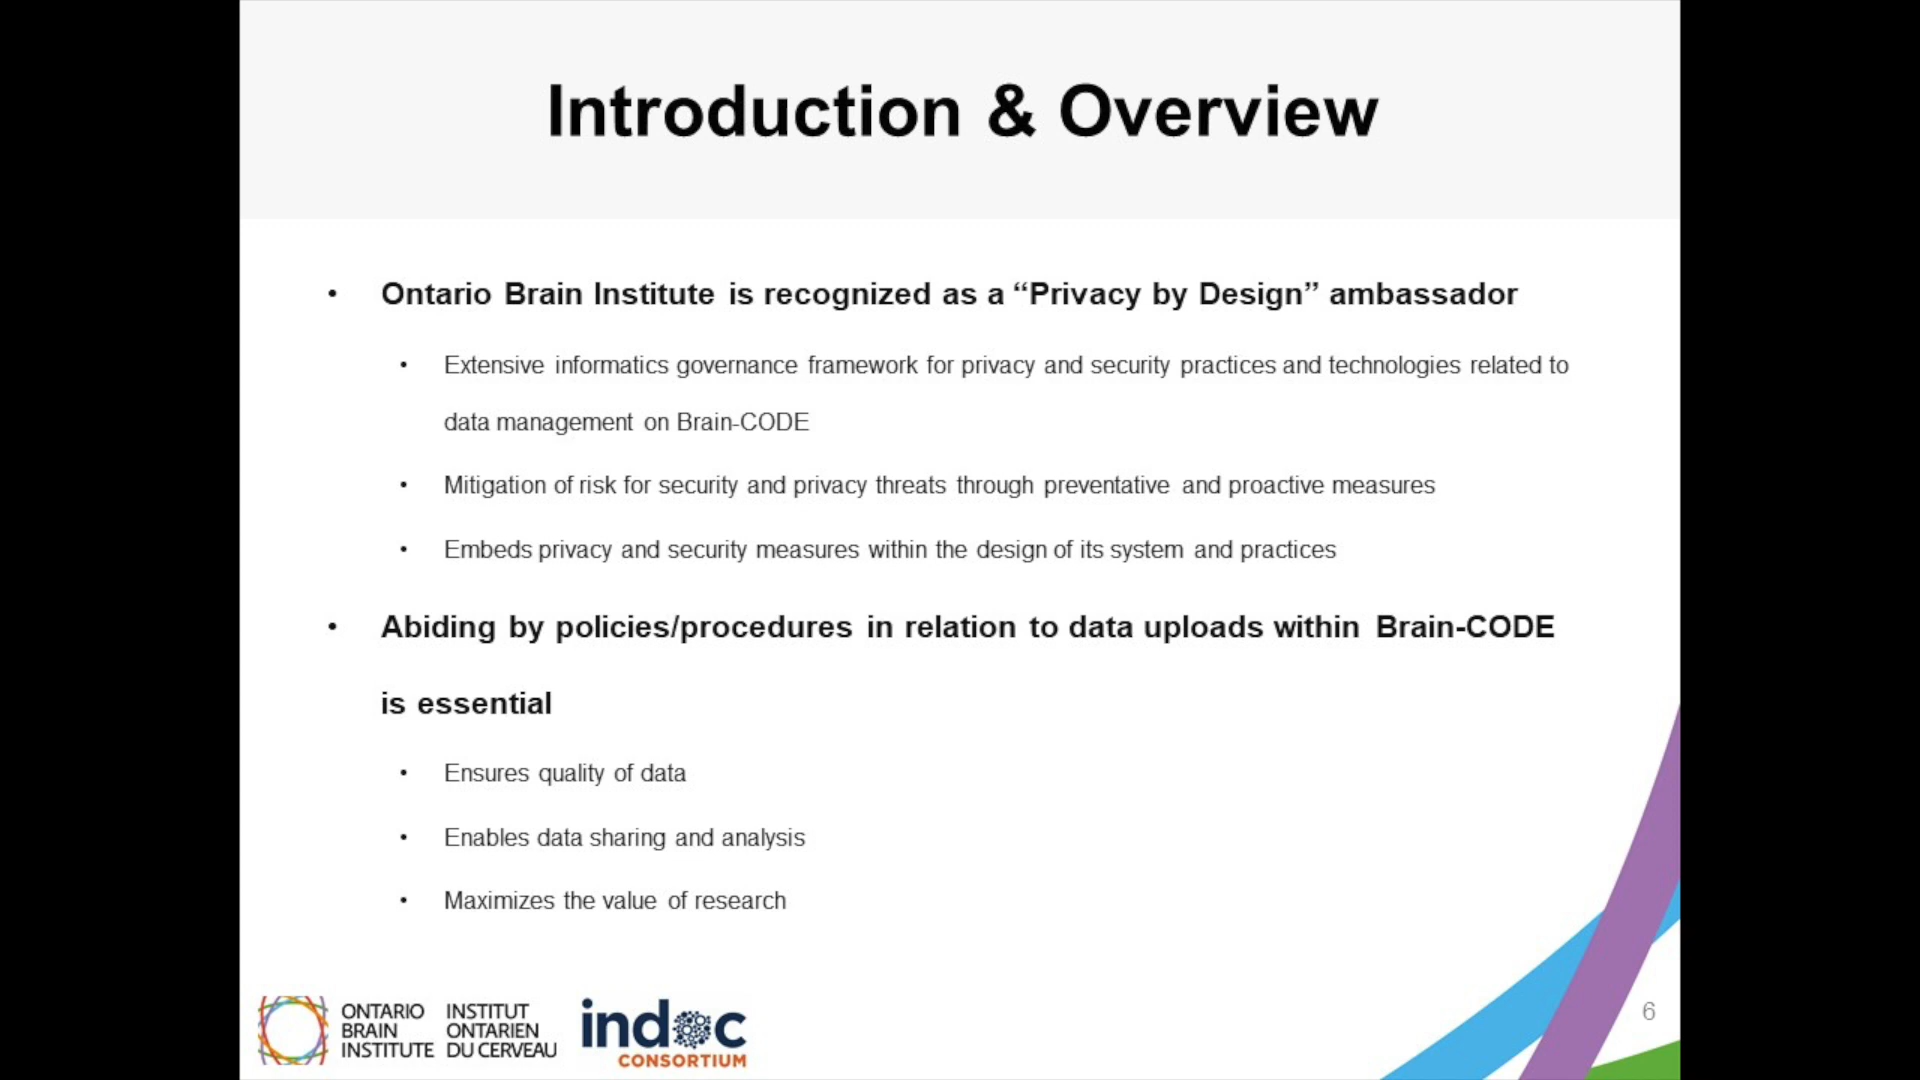 Introduction & Overview
• Ontario Brain Institute is recognized as a “Privacy by Design” ambassador
• Extensive informatics governance framework for privacy and security practices and technologies related to
data management on Brain-CODE
• Mitigation of risk for security and privacy threats through preventative and proactive measures
• Embeds privacy and security measures within the design of its system and practices
• Abiding by policies/procedures in relation to data uploads within Brain-CODE
is essential
• Ensures quality of data
• Enables data sharing and analysis
• Maximizes the value of research
ONTARIO
BRAIN
INSTITUTE
INSTITUT
ONTARIEN
DU CERVEAU
indoc
CONSORTIUM
6